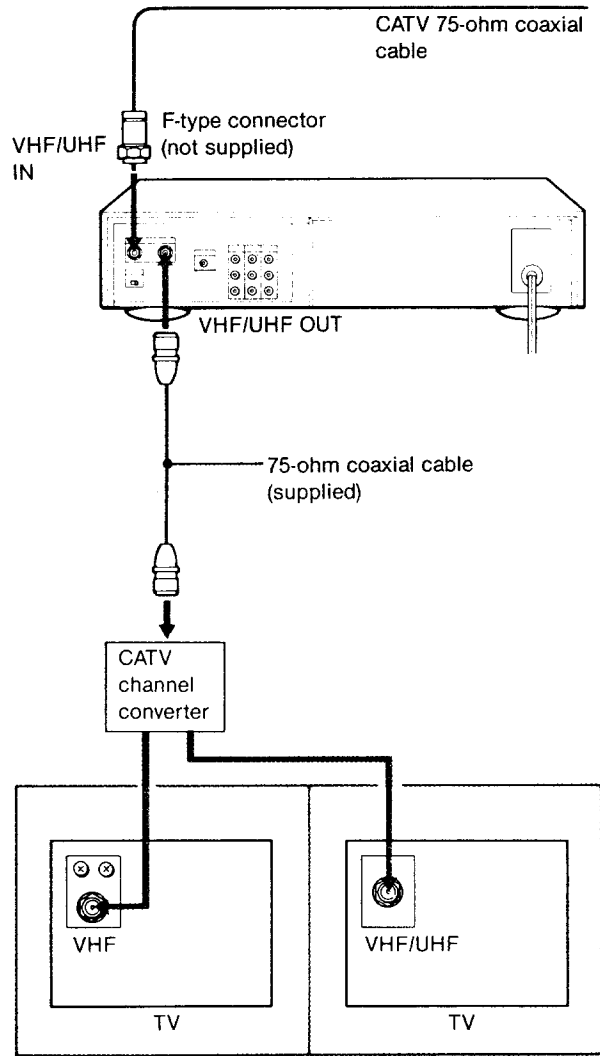 CATV 75-ohm coaxial
cable
F-type connector
(not supplied)
VHF/UHF
IN
VHF/UHF OUT
75-ohm coaxial cable
(supplied)
CATV
channel
converter
VHF
VHF/UHF
TV
TV